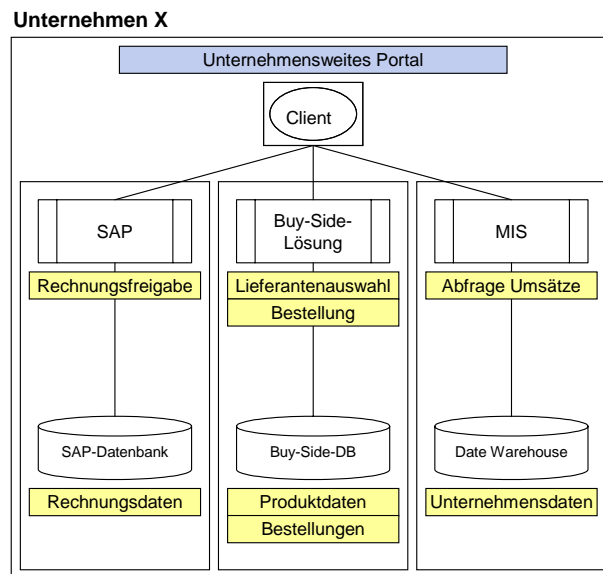 Unternehmen X
Unternehmensweites Portal
Client
SAP
Buy-Side-
Lösung
MIS
Rechnungsfreigabe
Lieferantenauswahl
Abfrage Umsätze
Bestellung
SAP-Datenbank
Buy-Side-DB
Date Warehouse
Rechnungsdaten
Produktdaten
Unternehmensdaten
Bestellungen